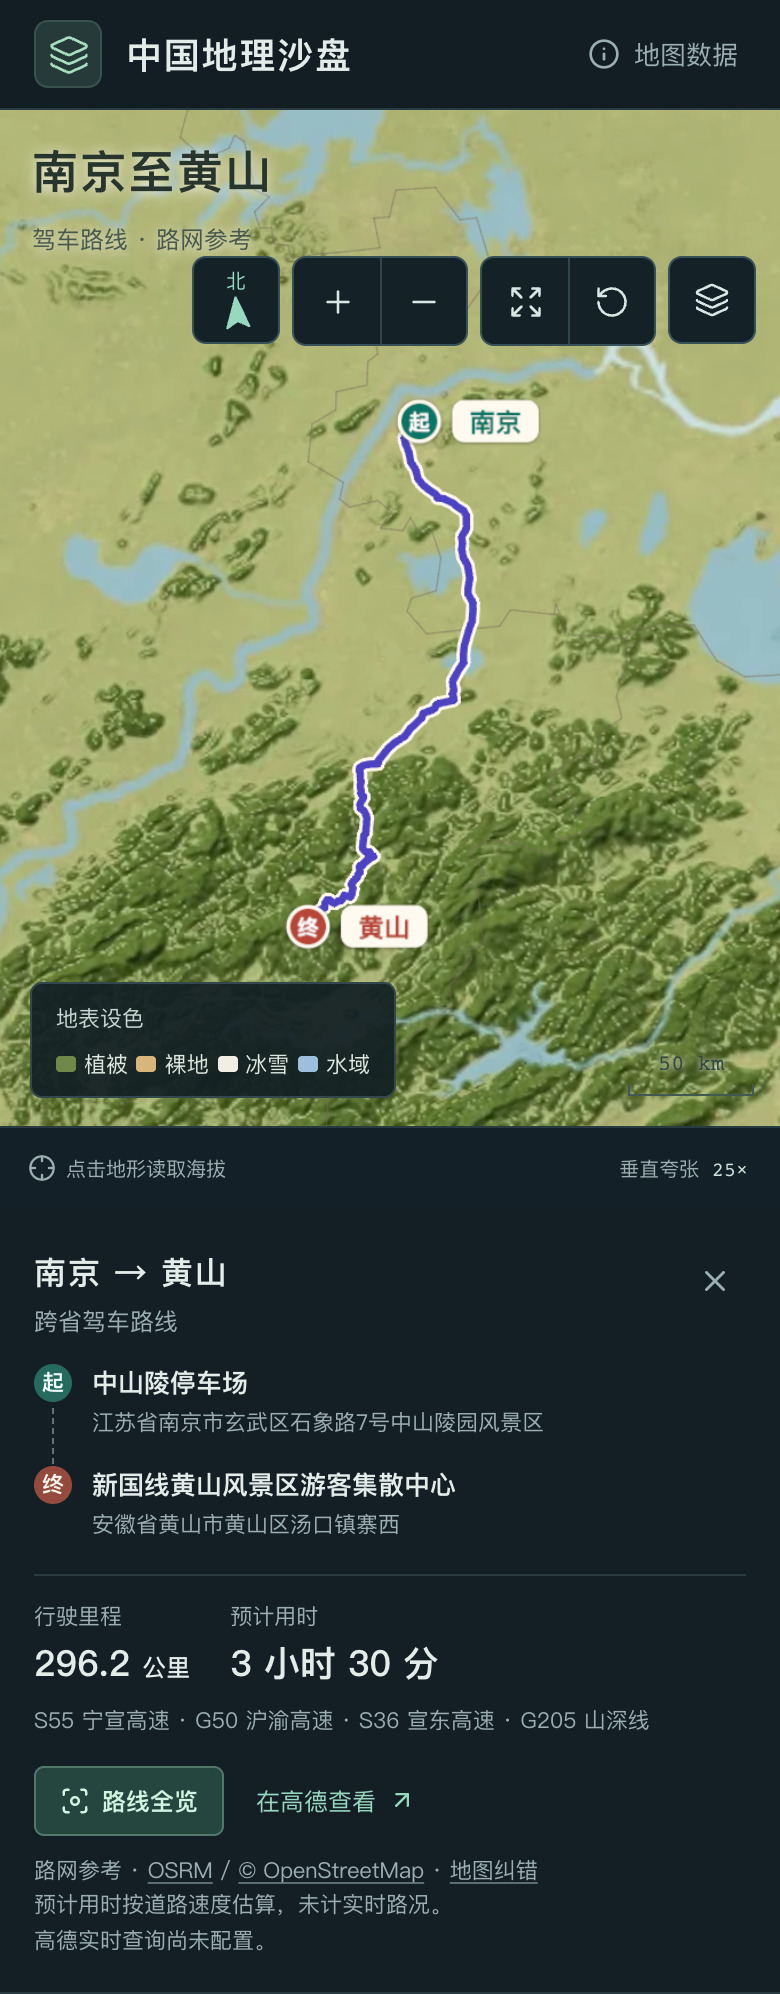 中国地理沙盘
地图数据
南京至黄山
驾车路线 · 路网参考
北
起 南京
终 黄山
地表设色
植被 裸地 冰雪 水域
50 km
点击地形读取海拔
垂直夸张 25×
南京 → 黄山
跨省驾车路线
起 中山陵停车场
江苏省南京市玄武区石象路7号中山陵园风景区
终 新国线黄山风景区游客集散中心
安徽省黄山市黄山区汤口镇寨西
行驶里程 预计用时
296.2 公里 3 小时 30 分
S55 宁宣高速 · G50 沪渝高速 · S36 宣东高速 · G205 山深线
路线全览 在高德查看
路网参考 · OSRM / © OpenStreetMap · 地图纠错
预计用时按道路速度估算，未计实时路况。
高德实时查询尚未配置。